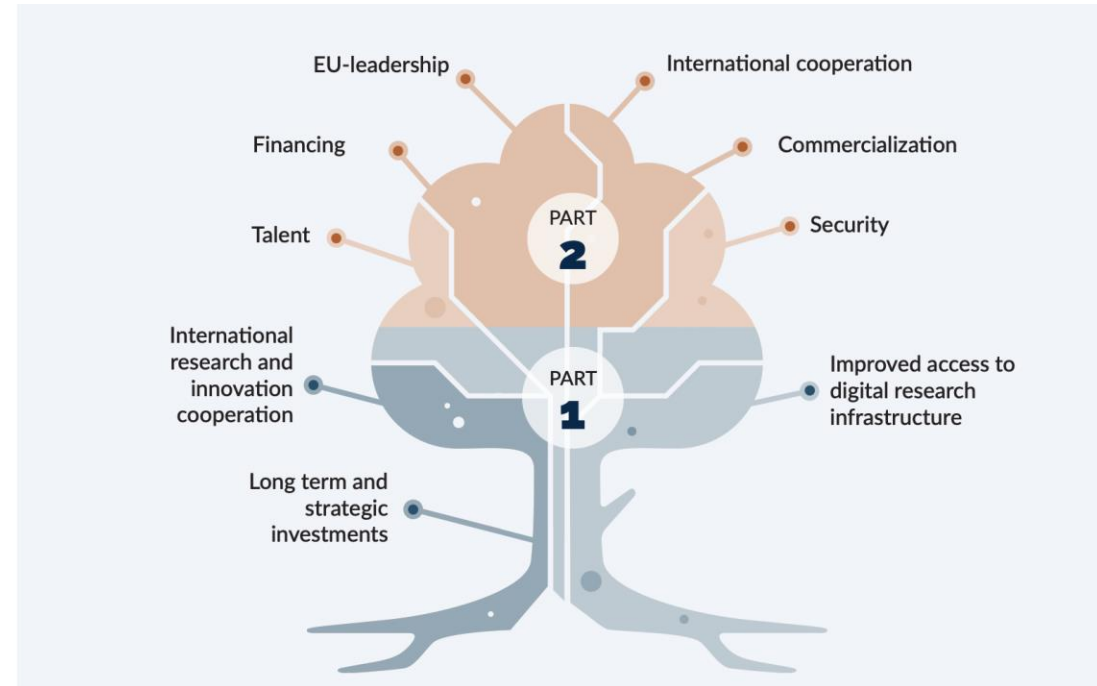 EU-leadership
International cooperation
Financing
Commercialization
Talent
Security
PART
2
International
research and
innovation
cooperation
PART
1
Improved access to
digital research
infrastructure
Long term and
strategic
investments